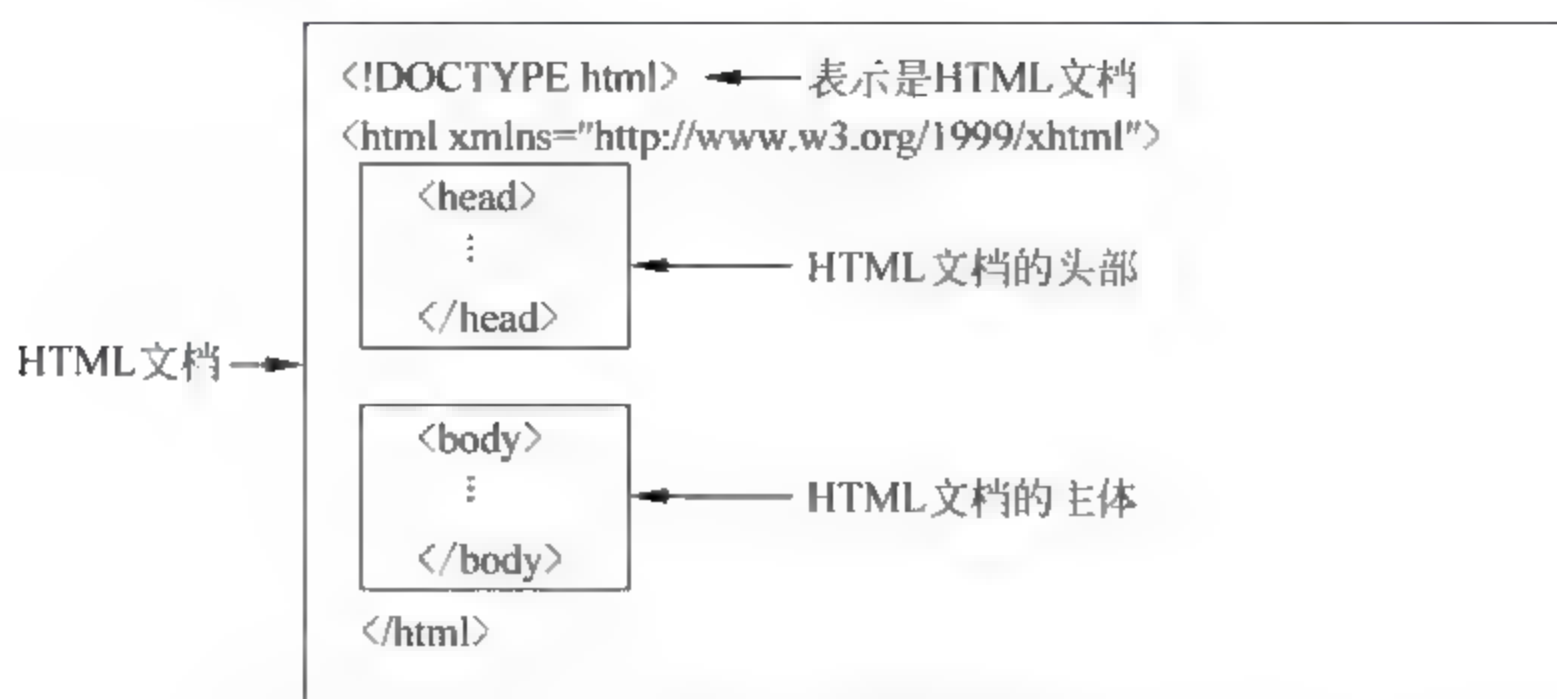 <!DOCTYPE html> 表示是HTML文档
<html xmlns="http://www.w3.org/1999/xhtml">
<head>
⋮
HTML文档的头部
</head>
HTML文档
<body>
⋮
HTML文档的主体
</body>
</html>